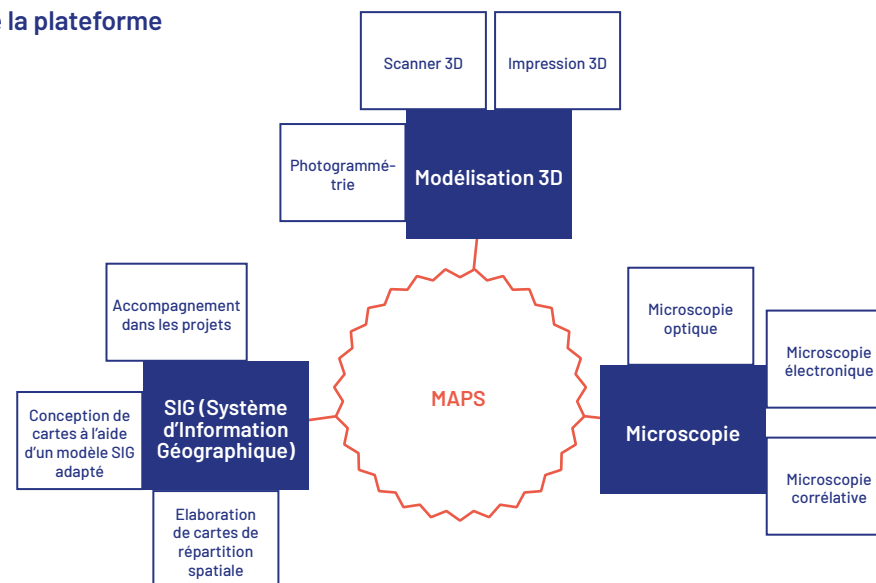 la plateforme
Scanner 3D
Impression 3D
Photogrammé-
trie
Modélisation 3D
Accompagnement
dans les projets
Microscopie
optique
Microscopie
électronique
SIG (Système
d'Information
Géographique)
MAPS
Conception de
cartes à l'aide
d'un modèle SIG
adapté
Microscopie
Microscopie
corrélative
Elaboration
de cartes de
répartition
spatiale